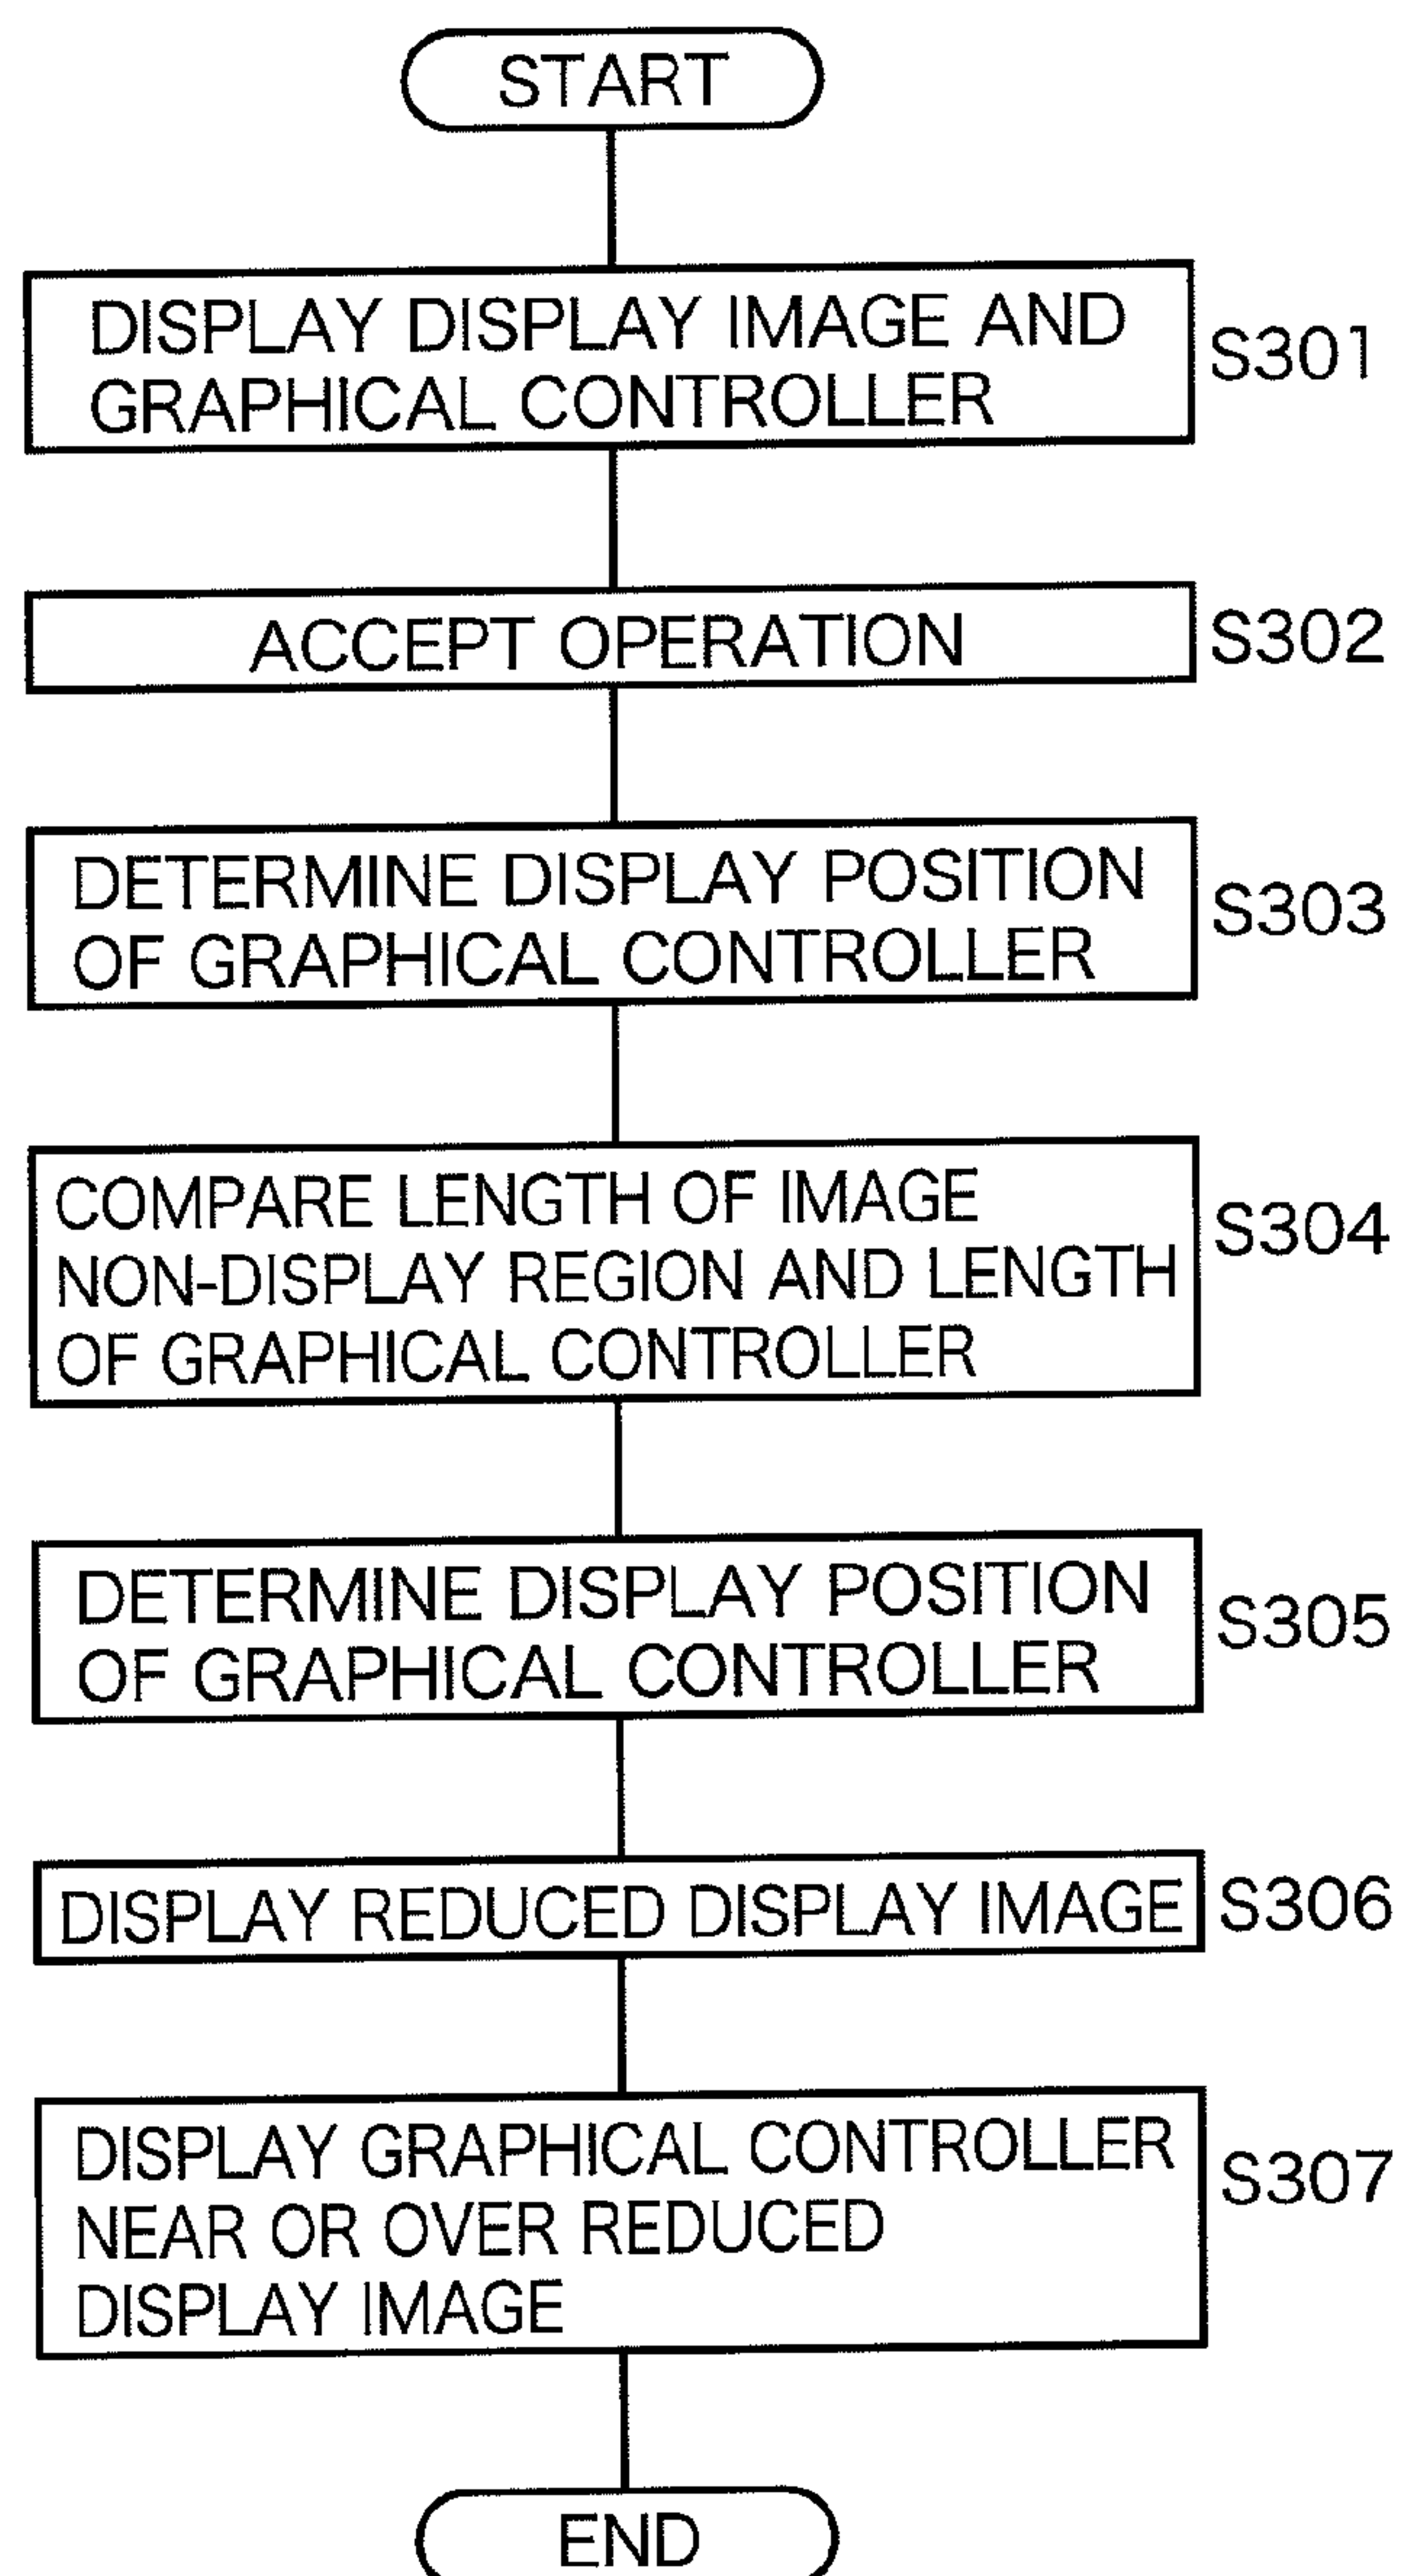 START
DISPLAY DISPLAY IMAGE AND
GRAPHICAL CONTROLLER
S301
ACCEPT OPERATION
S302
DETERMINE DISPLAY POSITION
OF GRAPHICAL CONTROLLER
S303
COMPARE LENGTH OF IMAGE
NON-DISPLAY REGION AND LENGTH
OF GRAPHICAL CONTROLLER
S304
DETERMINE DISPLAY POSITION
OF GRAPHICAL CONTROLLER
S305
DISPLAY REDUCED DISPLAY IMAGE
S306
DISPLAY GRAPHICAL CONTROLLER
NEAR OR OVER REDUCED
DISPLAY IMAGE
S307
END